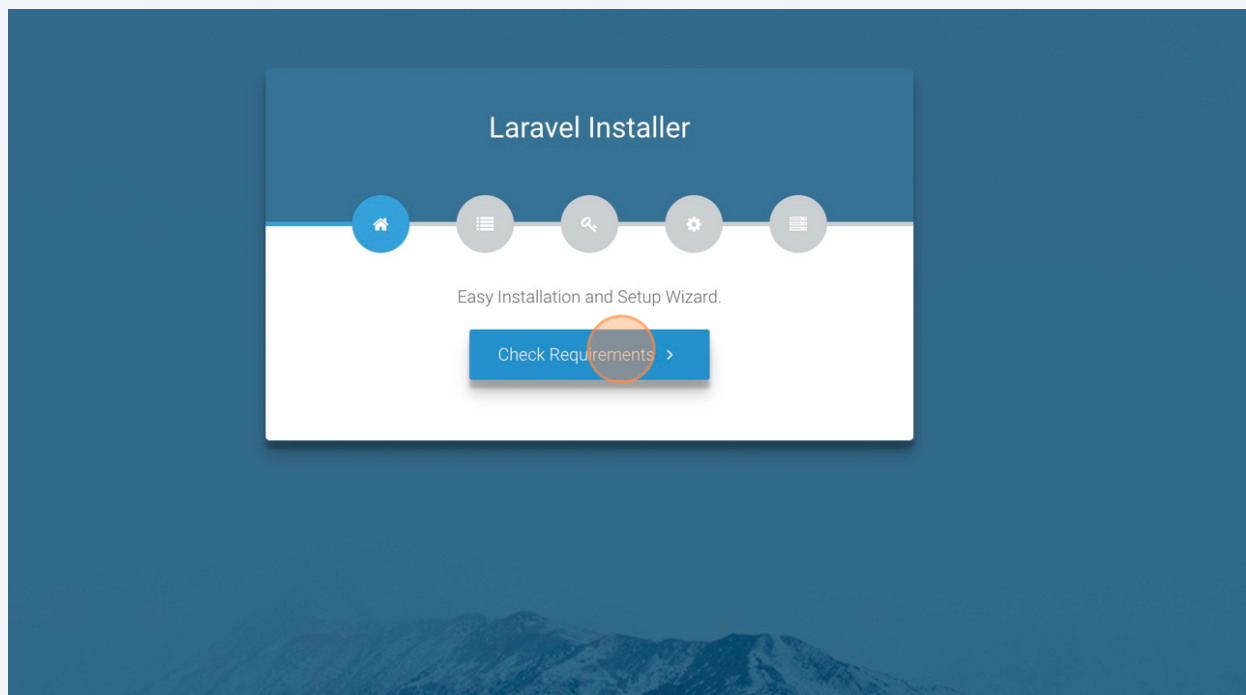 Laravel Installer
Easy Installation and Setup Wizard.
Check Requirements